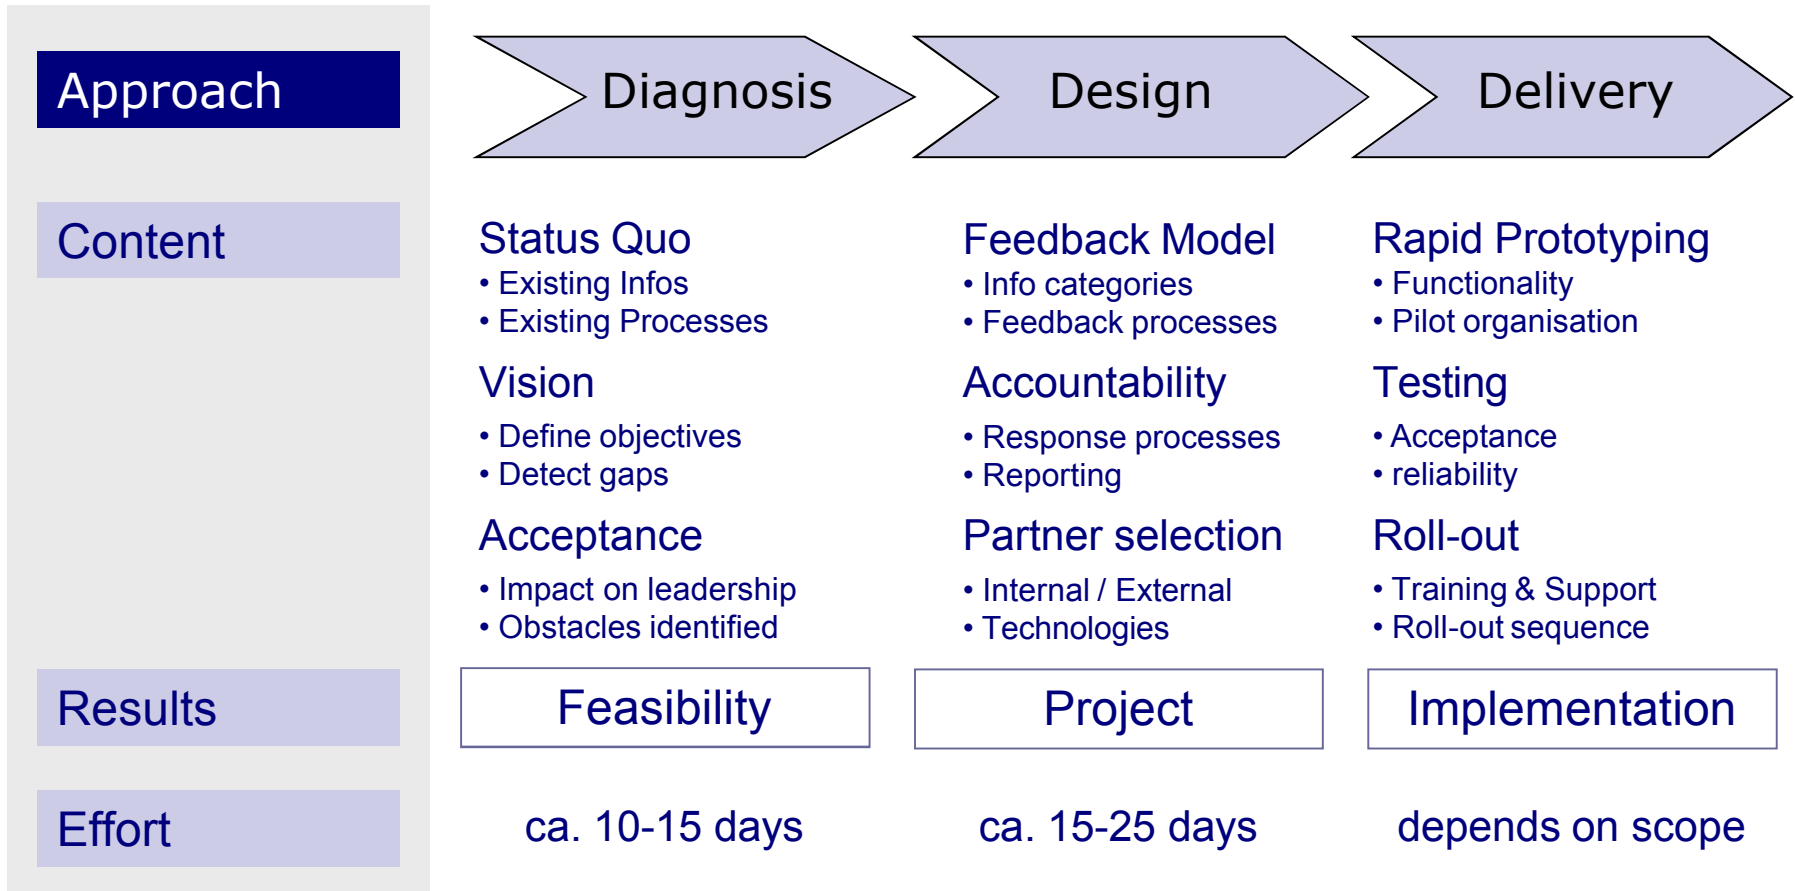 Approach
Diagnosis
Design
Delivery
Content
Status Quo
• Existing Infos
• Existing Processes
Vision
• Define objectives
• Detect gaps
Acceptance
• Impact on leadership
• Obstacles identified
Feedback Model
• Info categories
• Feedback processes
Accountability
• Response processes
• Reporting
Partner selection
• Internal / External
• Technologies
Rapid Prototyping
• Functionality
• Pilot organisation
Testing
• Acceptance
• reliability
Roll-out
• Training & Support
• Roll-out sequence
Results
Feasibility
Project
Implementation
Effort
ca. 10-15 days
ca. 15-25 days
depends on scope